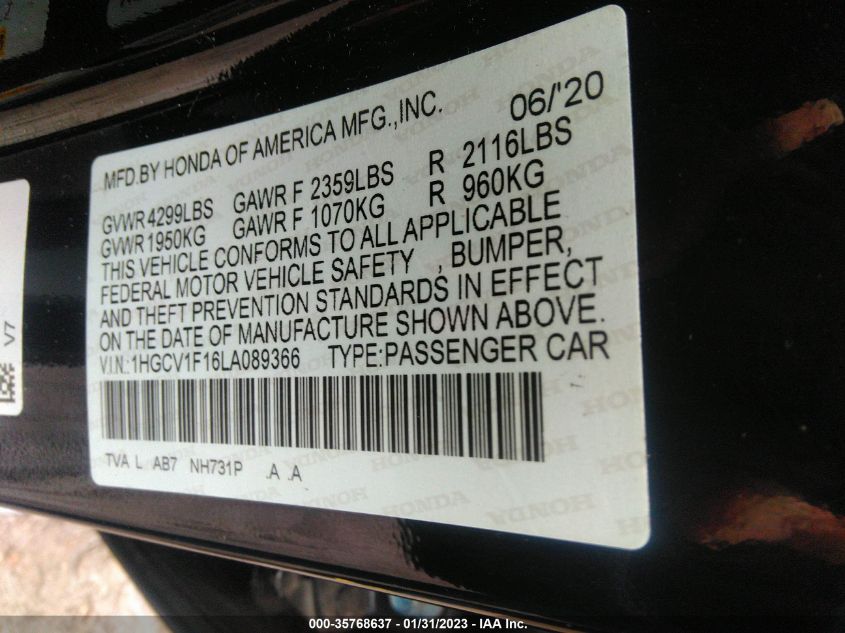 MFD.BY HONDA OF AMERICA MFG.,INC. 06/'20
GVWR 4299LBS GAWR F 2359LBS R 2116LBS
GVWR 1950KG GAWR F 1070KG R 960KG
THIS VEHICLE CONFORMS TO ALL APPLICABLE
FEDERAL MOTOR VEHICLE SAFETY , BUMPER,
AND THEFT PREVENTION STANDARDS IN EFFECT
ON THE DATE OF MANUFACTURE SHOWN ABOVE.
V.I.N.:1HGCV1F16LA089366 TYPE:PASSENGER CAR
TVA L AB7 NH731P .A .A
V7
000-35768637 - 01/31/2023 - IAA Inc.